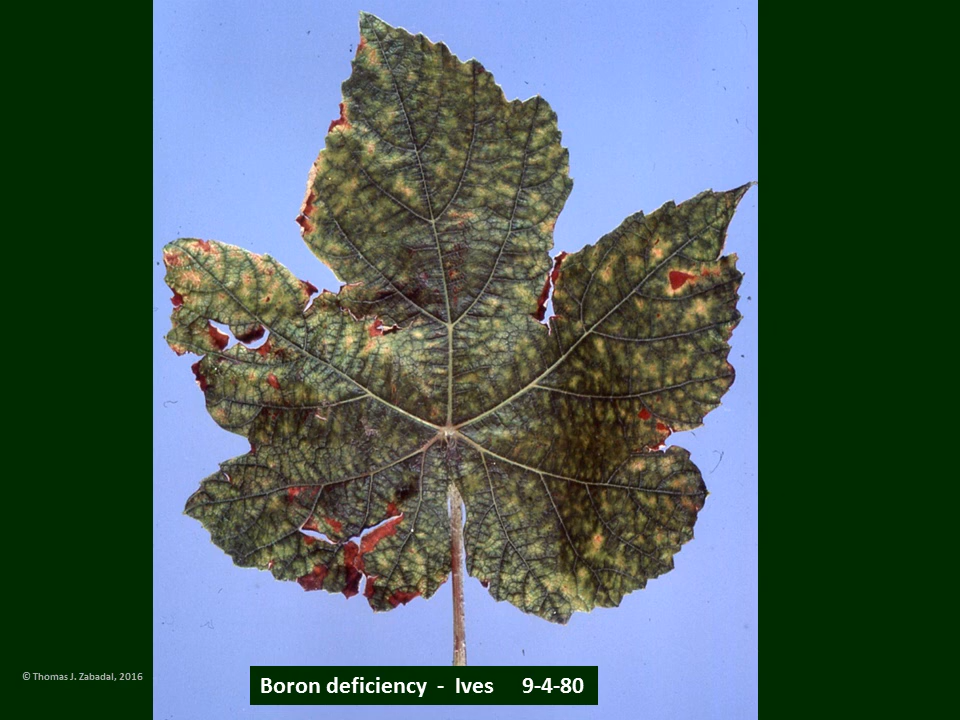 © Thomas J. Zabadal, 2016
Boron deficiency - Ives 9-4-80